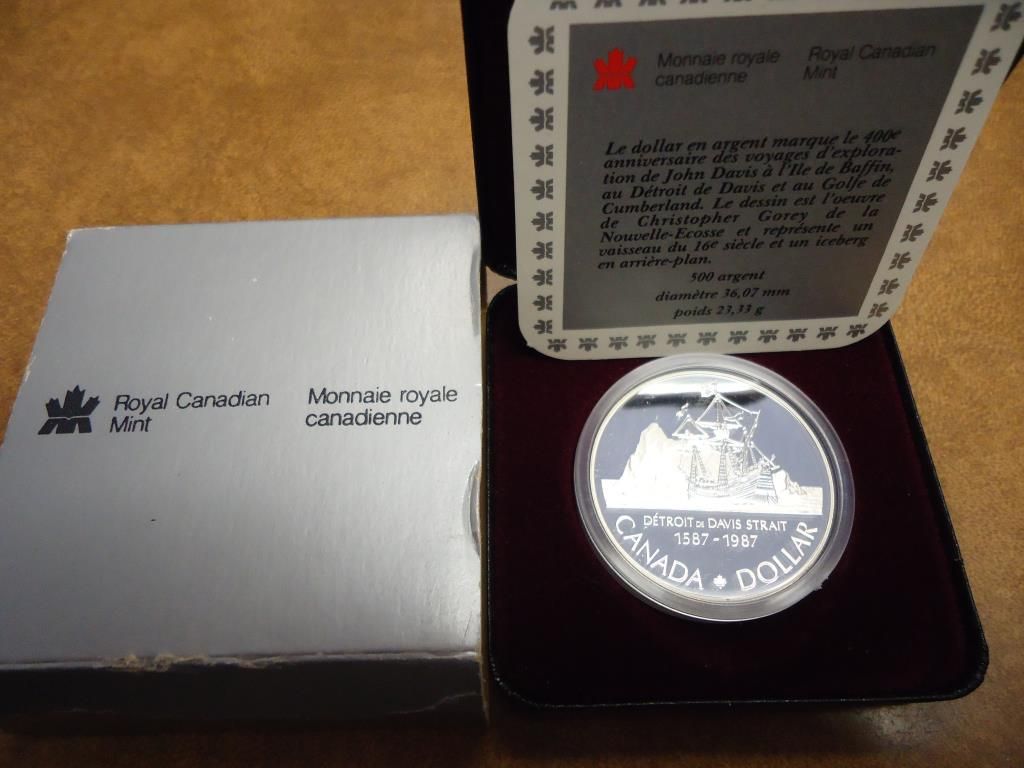 Monnaie royale canadienne
Royal Canadian Mint
Le dollar en argent marque le 400e
anniversaire des voyages d'explora-
tion de John Davis à l'Ile de Baffin,
au Détroit de Davis et au Golfe de
Cumberland. Le dessin est l'oeuvre
de Christopher Gorey de la
Nouvelle-Ecosse et représente un
vaisseau du 16e siècle et un iceberg
en arrière-plan.
500 argent
diamètre 36,07 mm
poids 23,33 g
Royal Canadian Mint
Monnaie royale canadienne
DÉTROIT DE DAVIS STRAIT
1587-1987
CANADA DOLLAR